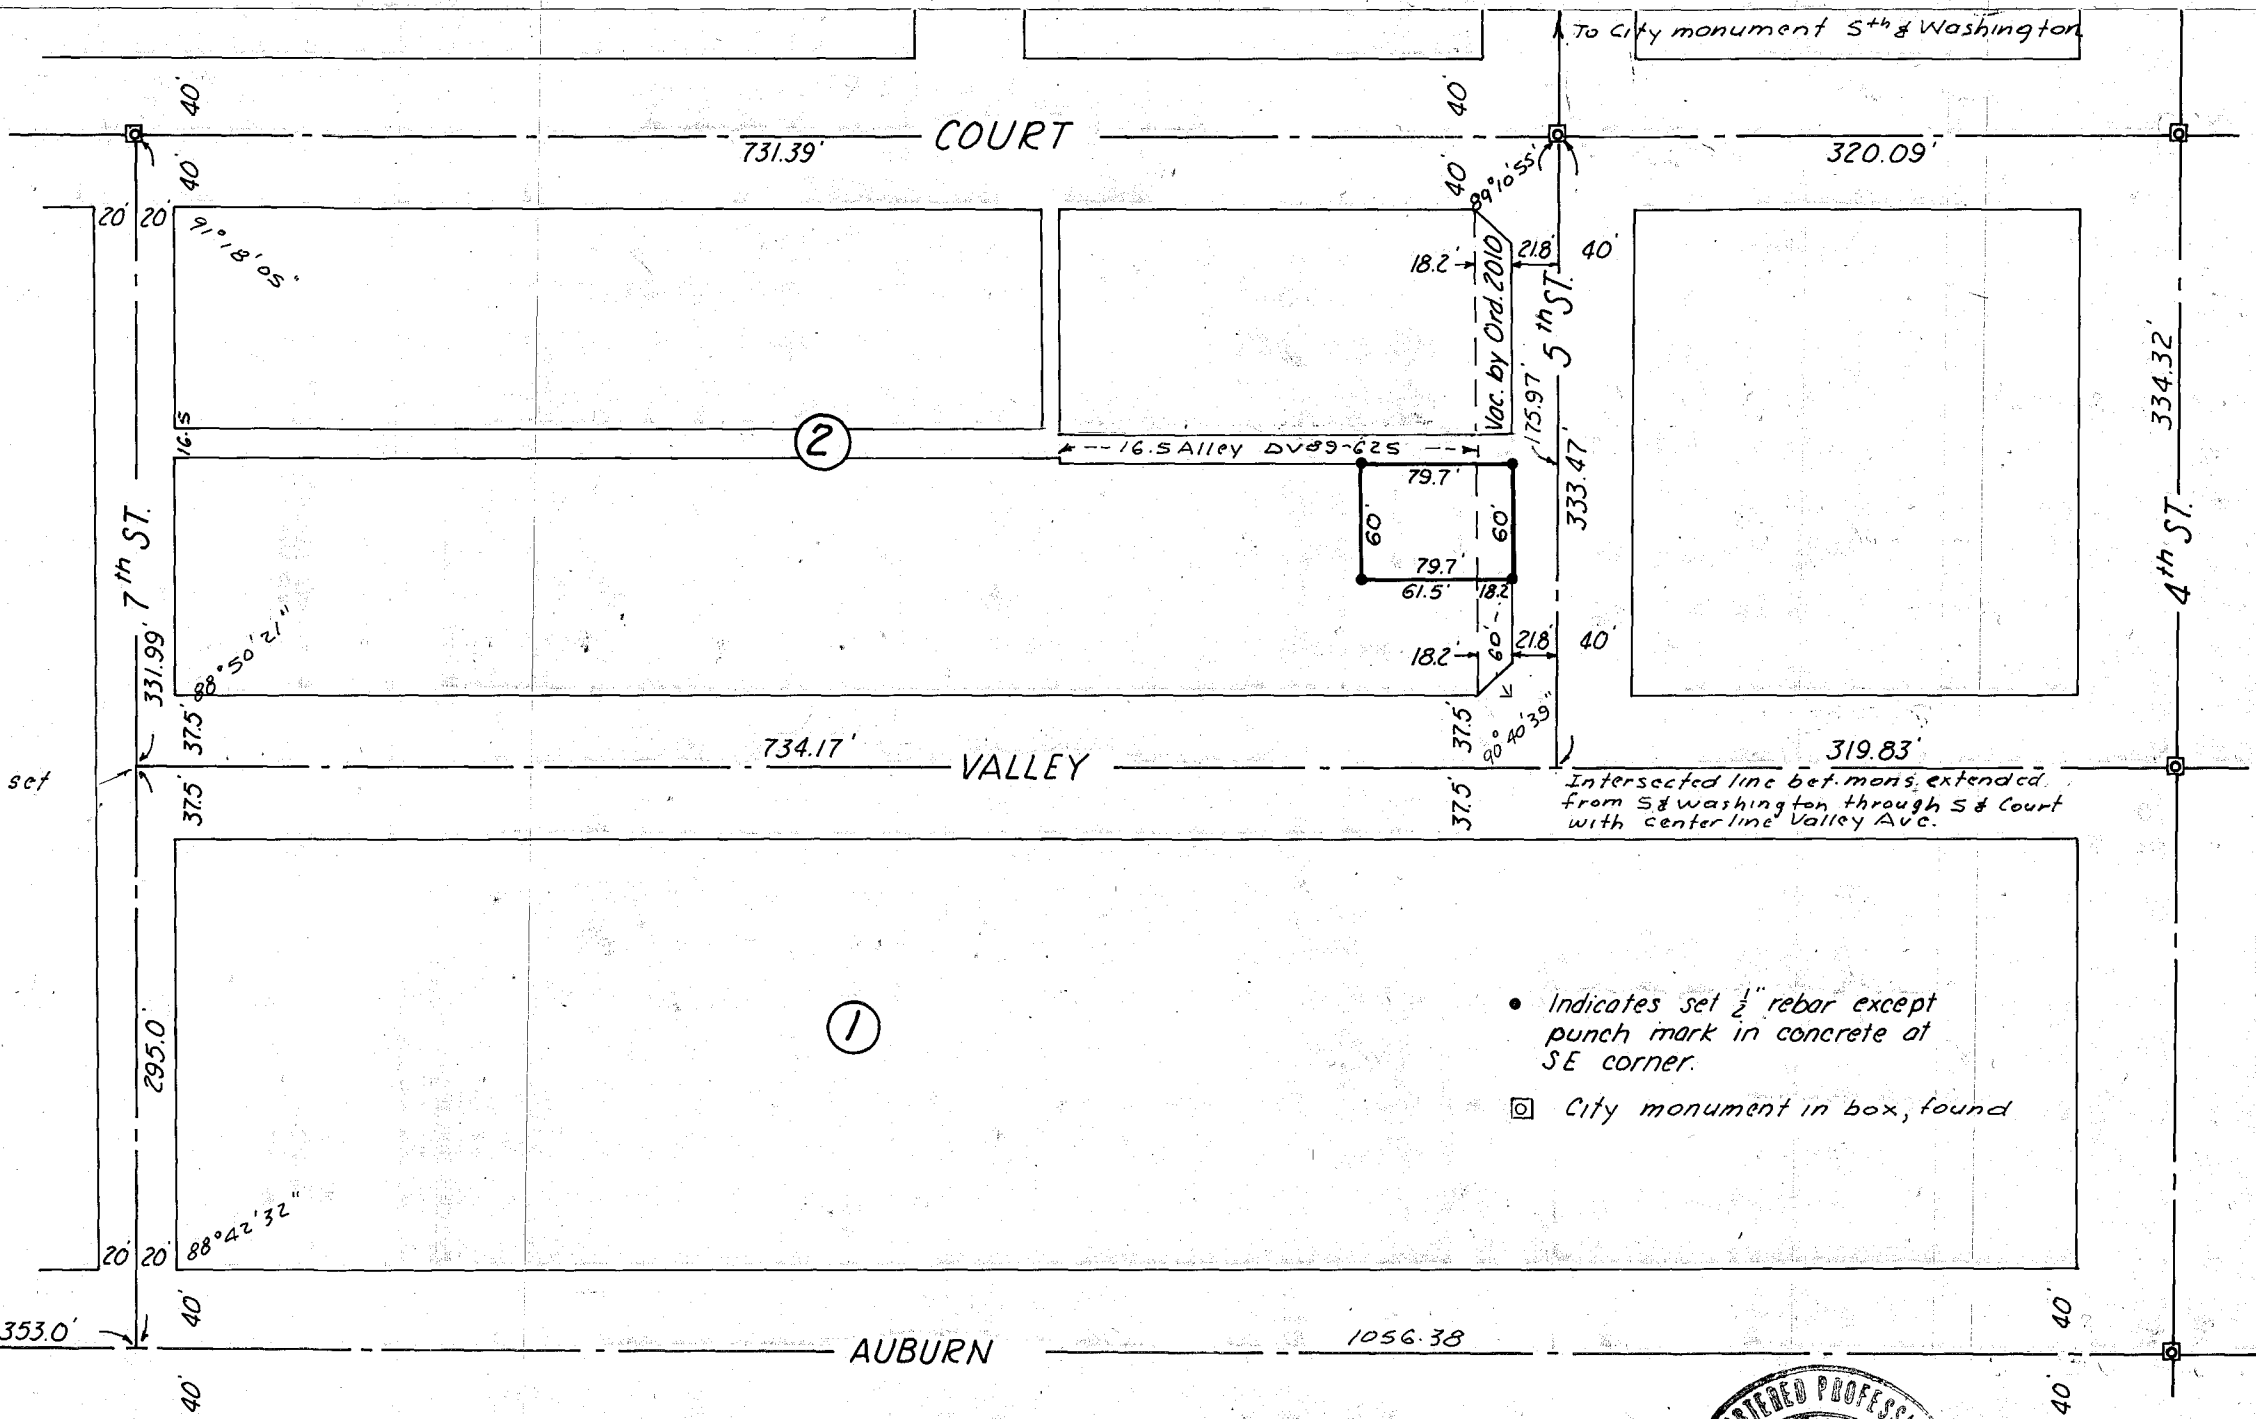 To City monument 5th & Washington
40'
40'
COURT
731.39'
320.09'
40'
40'
89°10'55"
20' 20'
91°18'05"
18.2'
21.8'
40'
Vac. by Ord. 2010
5th ST.
175.97'
333.47'
334.32'
4th ST.
16.5
2
16.5 Alley DV89-625
79.7'
60'
60'
79.7'
61.5'
18.2
7th ST.
331.99'
88°50'21"
18.2'
60'
21.8'
40'
37.5'
37.5'
90°40'39"
734.17'
VALLEY
319.83'
set
37.5'
37.5'
Intersected line bet. mons. extended
from 5 & Washington through 5 & Court
with centerline Valley Ave.
295.0'
1
• Indicates set ½" rebar except
punch mark in concrete at
SE corner.
City monument in box, found
88°42'32"
20' 20'
40'
40'
353.0'
AUBURN
1056.38
40'
40'